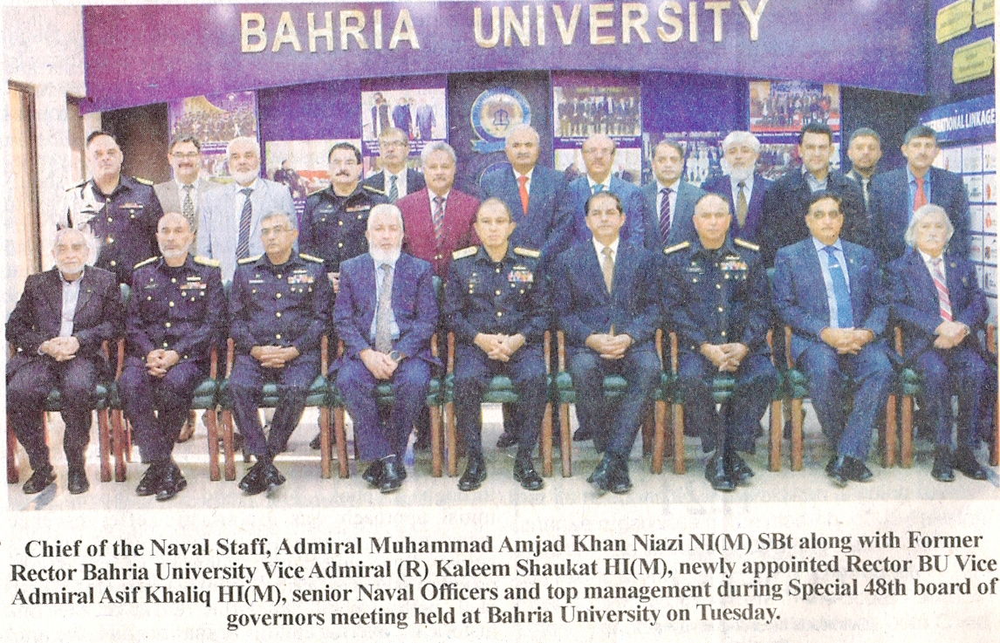 BAHRIA UNIVERSITY
INTERNATIONAL LINKAGE
Chief of the Naval Staff, Admiral Muhammad Amjad Khan Niazi NI(M) SBt along with Former
Rector Bahria University Vice Admiral (R) Kaleem Shaukat HI(M), newly appointed Rector BU Vice
Admiral Asif Khaliq HI(M), senior Naval Officers and top management during Special 48th board of
governors meeting held at Bahria University on Tuesday.